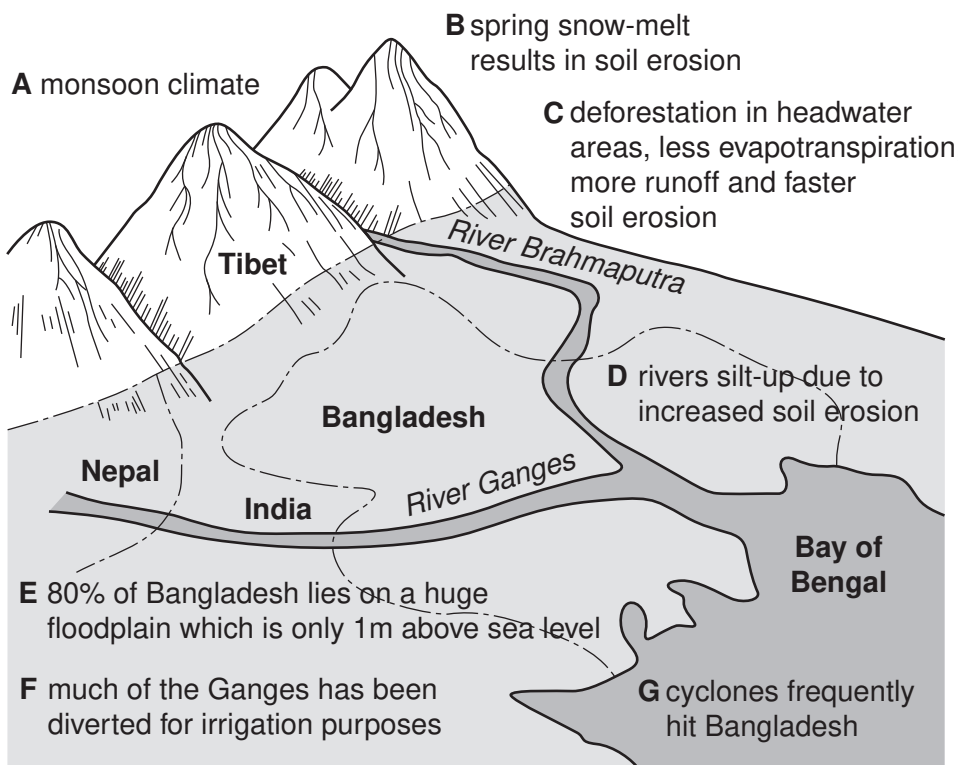 B spring snow-melt
results in soil erosion
A monsoon climate
C deforestation in headwater
areas, less evapotranspiration
more runoff and faster
soil erosion
River Brahmaputra
Tibet
D rivers silt-up due to
increased soil erosion
Bangladesh
Nepal
River Ganges
India
Bay of
Bengal
E 80% of Bangladesh lies on a huge
floodplain which is only 1m above sea level
F much of the Ganges has been
diverted for irrigation purposes
G cyclones frequently
hit Bangladesh